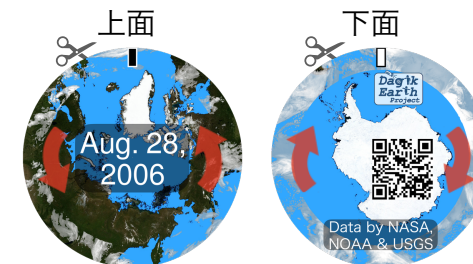 上面
下面
Aug. 28,
2006
Dagik
Earth
Project
Data by NASA,
NOAA & USGS